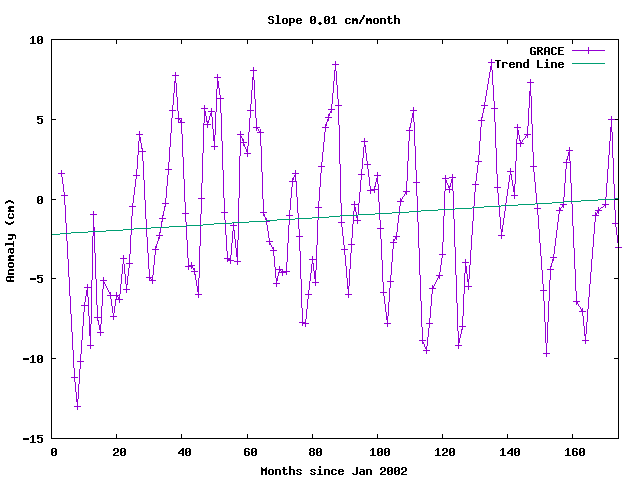 Slope 0.01 cm/month
GRACE
Trend Line
10
5
0
-5
-10
-15
Anomaly (cm)
0 20 40 60 80 100 120 140 160
Months since Jan 2002